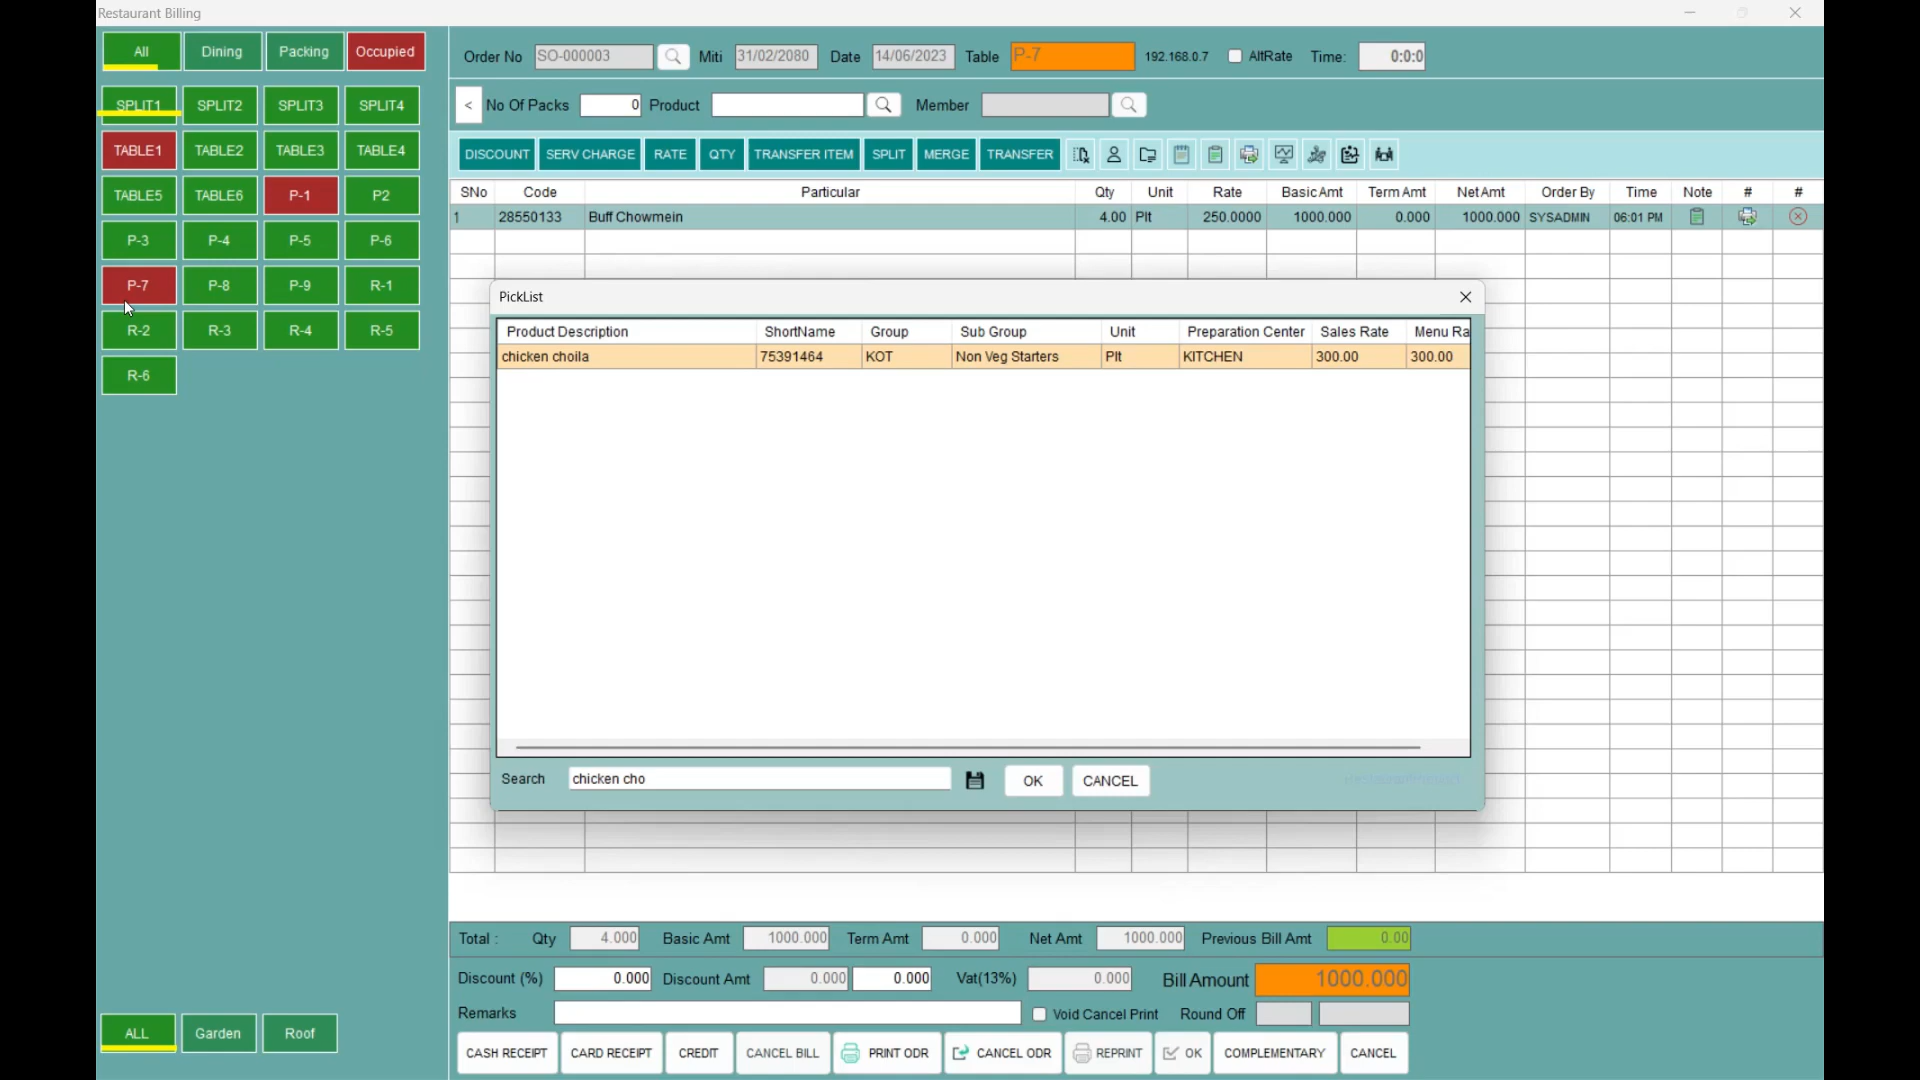 Restaurant Billing
All Dining Packing Occupied
SPLIT1 SPLIT2 SPLIT3 SPLIT4
TABLE1 TABLE2 TABLE3 TABLE4
TABLE5 TABLE6 P-1 P2
P-3 P-4 P-5 P-6
P-7 P-8 P-9 R-1
R-2 R-3 R-4 R-5
R-6
ALL Garden Roof
Order No SO-000003 Miti 31/02/2080 Date 14/06/2023 Table P-7 192.168.0.7 AltRate Time: 0:0:0
< No Of Packs 0 Product Member
DISCOUNT SERV CHARGE RATE QTY TRANSFER ITEM SPLIT MERGE TRANSFER
SNo Code Particular Qty Unit Rate BasicAmt TermAmt NetAmt Order By Time Note # #
1 28550133 Buff Chowmein 4.00 Plt 250.0000 1000.000 0.000 1000.000 SYSADMIN 06:01 PM
PickList
Product Description ShortName Group Sub Group Unit Preparation Center Sales Rate Menu Ra
chicken choila 75391464 KOT Non Veg Starters Plt KITCHEN 300.00 300.00
Search chicken cho OK CANCEL
Total : Qty 4.000 Basic Amt 1000.000 Term Amt 0.000 Net Amt 1000.000 Previous Bill Amt 0.00
Discount (%) 0.000 Discount Amt 0.000 0.000 Vat(13%) 0.000 Bill Amount 1000.000
Remarks Void Cancel Print Round Off
CASH RECEIPT CARD RECEIPT CREDIT CANCEL BILL PRINT ODR CANCEL ODR REPRINT OK COMPLEMENTARY CANCEL